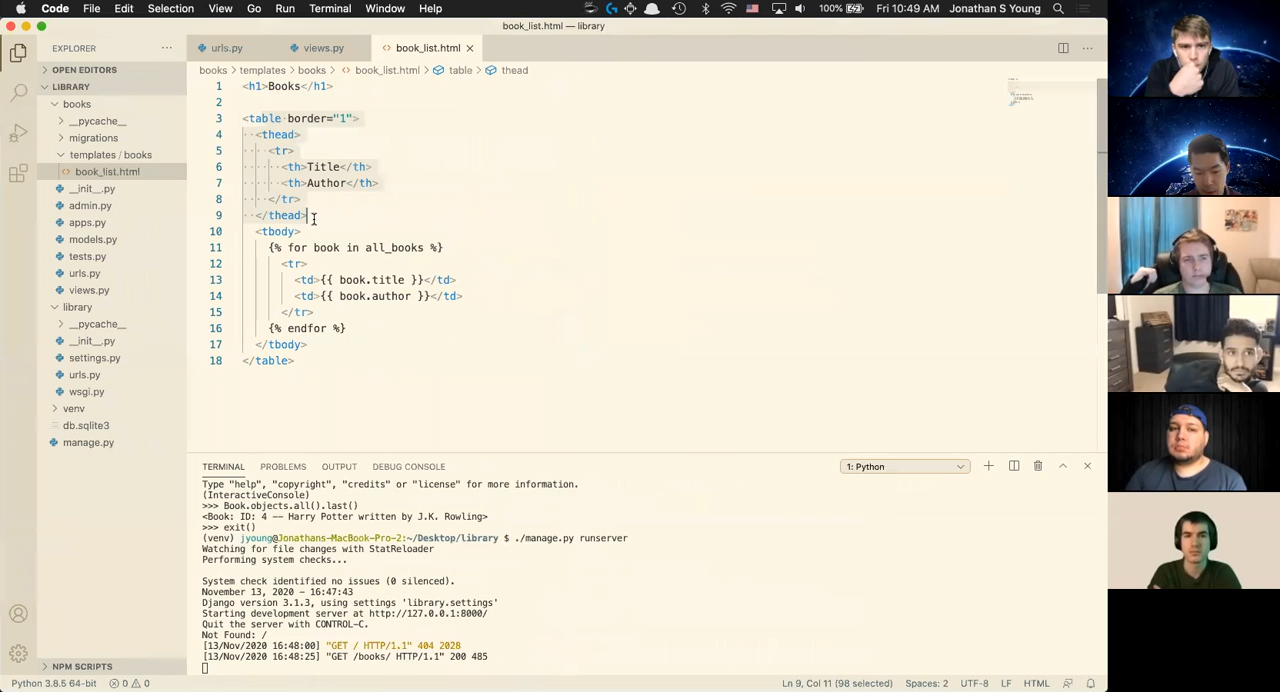 Code File Edit Selection View Go Run Terminal Window Help 100% Fri 10:49 AM Jonathan S Young
book_list.html — library
EXPLORER ···
urls.py views.py book_list.html
OPEN EDITORS
LIBRARY
books
__pycache__
migrations
templates / books
book_list.html
__init__.py
admin.py
apps.py
models.py
tests.py
urls.py
views.py
library
__pycache__
__init__.py
settings.py
urls.py
wsgi.py
venv
db.sqlite3
manage.py
NPM SCRIPTS
books > templates > books > book_list.html > table > thead
1 <h1>Books</h1>
2
3 <table border="1">
4 <thead>
5 <tr>
6 <th>Title</th>
7 <th>Author</th>
8 </tr>
9 </thead>
10 <tbody>
11 {% for book in all_books %}
12 <tr>
13 <td>{{ book.title }}</td>
14 <td>{{ book.author }}</td>
15 </tr>
16 {% endfor %}
17 </tbody>
18 </table>
TERMINAL PROBLEMS OUTPUT DEBUG CONSOLE 1: Python
Type "help", "copyright", "credits" or "license" for more information.
(InteractiveConsole)
>>> Book.objects.all().last()
<Book: ID: 4 -- Harry Potter written by J.K. Rowling>
>>> exit()
(venv) jyoung@Jonathans-MacBook-Pro-2:~/Desktop/library $ ./manage.py runserver
Watching for file changes with StatReloader
Performing system checks...
System check identified no issues (0 silenced).
November 13, 2020 - 16:47:43
Django version 3.1.3, using settings 'library.settings'
Starting development server at http://127.0.0.1:8000/
Quit the server with CONTROL-C.
Not Found: /
[13/Nov/2020 16:48:00] "GET / HTTP/1.1" 404 2028
[13/Nov/2020 16:48:25] "GET /books/ HTTP/1.1" 200 485
Python 3.8.5 64-bit 0 0 Ln 9, Col 11 (98 selected) Spaces: 2 UTF-8 LF HTML